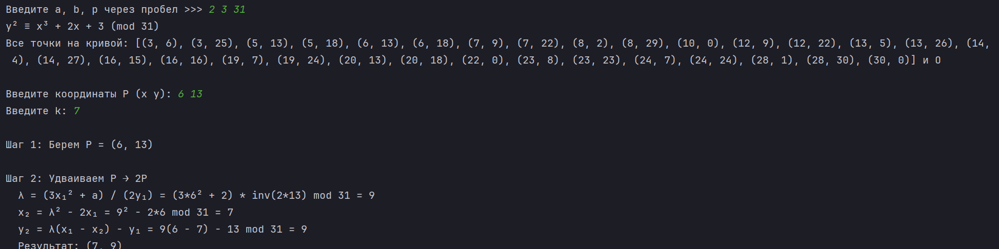 Введите a, b, p через пробел >>> 2 3 31
y² ≡ x³ + 2x + 3 (mod 31)
Все точки на кривой: [(3, 6), (3, 25), (5, 13), (5, 18), (6, 13), (6, 18), (7, 9), (7, 22), (8, 2), (8, 29), (10, 0), (12, 9), (12, 22), (13, 5), (13, 26), (14,
4), (14, 27), (16, 15), (16, 16), (19, 7), (19, 24), (20, 13), (20, 18), (22, 0), (23, 8), (23, 23), (24, 7), (24, 24), (28, 1), (28, 30), (30, 0)] и O
Введите координаты P (x y): 6 13
Введите k: 7
Шаг 1: Берем P = (6, 13)
Шаг 2: Удваиваем P → 2P
λ = (3x₁² + a) / (2y₁) = (3*6² + 2) * inv(2*13) mod 31 = 9
x₂ = λ² - 2x₁ = 9² - 2*6 mod 31 = 7
y₂ = λ(x₁ - x₂) - y₁ = 9(6 - 7) - 13 mod 31 = 9
Результат: (7, 9)